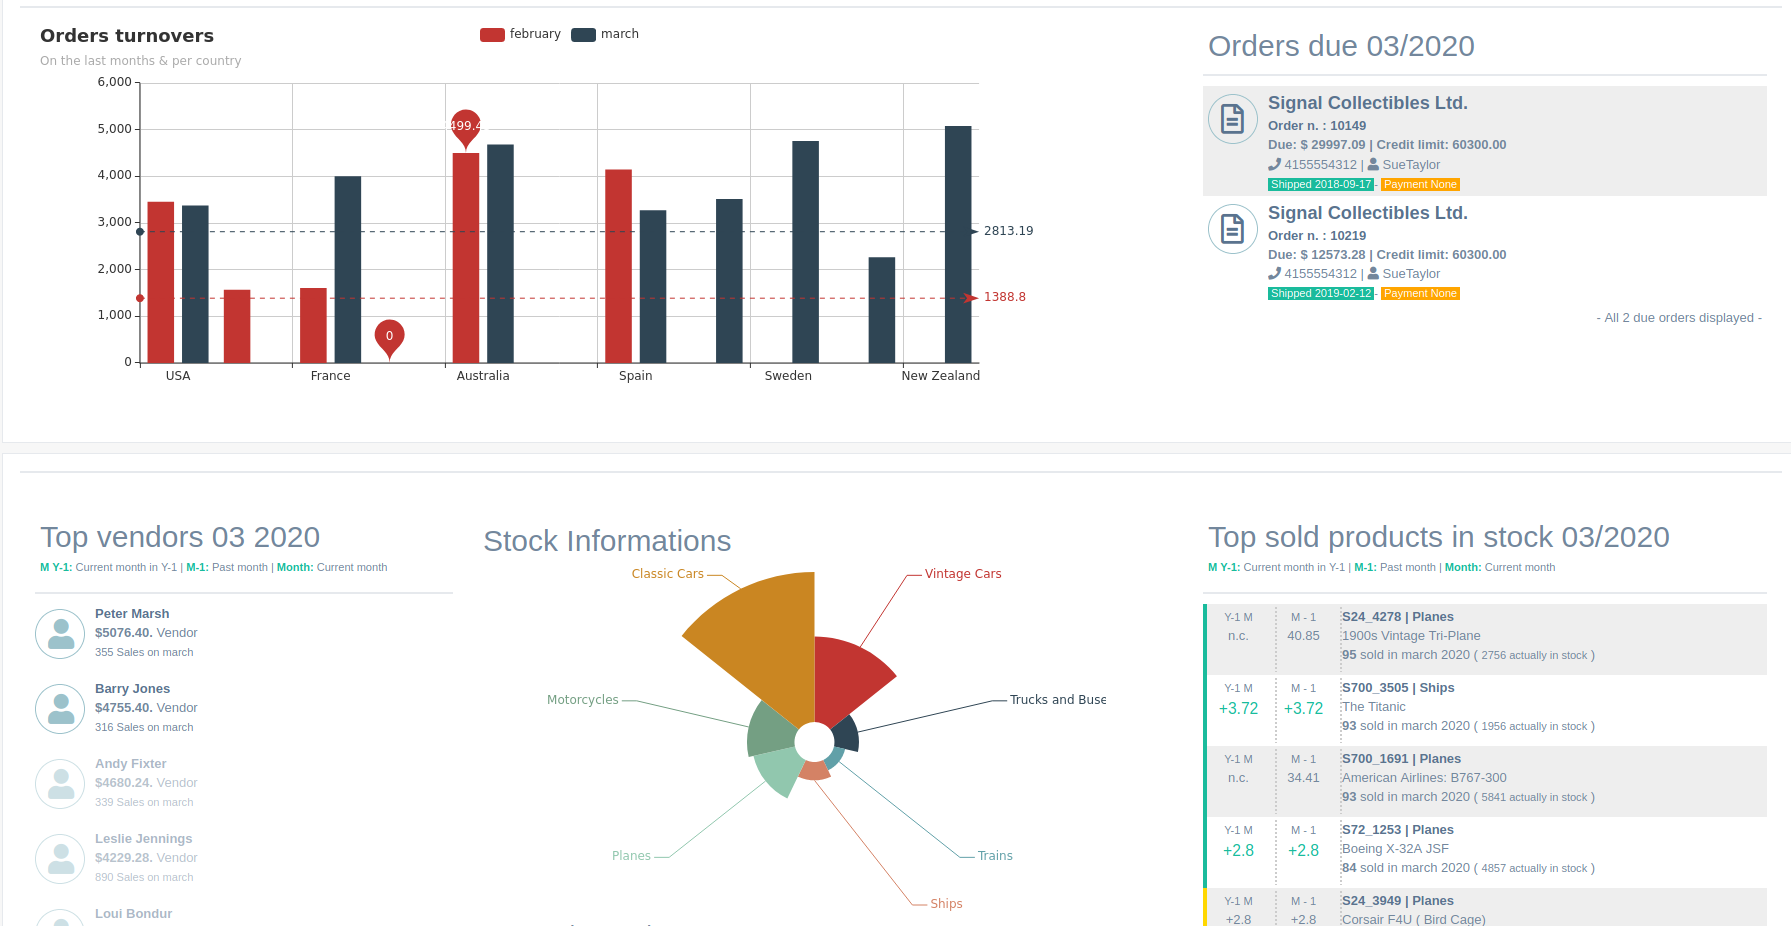 Orders turnovers
On the last months & per country
february
march
6,000
5,000
4,000
3,000
2,000
1,000
0
499.4
0
2813.19
1388.8
USA
France
Australia
Spain
Sweden
New Zealand
Orders due 03/2020
Signal Collectibles Ltd.
Order n. : 10149
Due: $ 29997.09 | Credit limit: 60300.00
4155554312 | SueTaylor
Shipped 2018-09-17 - Payment None
Signal Collectibles Ltd.
Order n. : 10219
Due: $ 12573.28 | Credit limit: 60300.00
4155554312 | SueTaylor
Shipped 2019-02-12 - Payment None
- All 2 due orders displayed -
Top vendors 03 2020
M Y-1: Current month in Y-1 | M-1: Past month | Month: Current month
Peter Marsh
$5076.40. Vendor
355 Sales on march
Barry Jones
$4755.40. Vendor
316 Sales on march
Andy Fixter
$4680.24. Vendor
339 Sales on march
Leslie Jennings
$4229.28. Vendor
890 Sales on march
Loui Bondur
Stock Informations
Classic Cars
Vintage Cars
Motorcycles
Trucks and Buse
Planes
Trains
Ships
Top sold products in stock 03/2020
M Y-1: Current month in Y-1 | M-1: Past month | Month: Current month
Y-1 M
n.c.
M - 1
40.85
S24_4278 | Planes
1900s Vintage Tri-Plane
95 sold in march 2020 ( 2756 actually in stock )
Y-1 M
+3.72
M - 1
+3.72
S700_3505 | Ships
The Titanic
93 sold in march 2020 ( 1956 actually in stock )
Y-1 M
n.c.
M - 1
34.41
S700_1691 | Planes
American Airlines: B767-300
93 sold in march 2020 ( 5841 actually in stock )
Y-1 M
+2.8
M - 1
+2.8
S72_1253 | Planes
Boeing X-32A JSF
84 sold in march 2020 ( 4857 actually in stock )
Y-1 M
+2.8
M - 1
+2.8
S24_3949 | Planes
Corsair F4U ( Bird Cage)